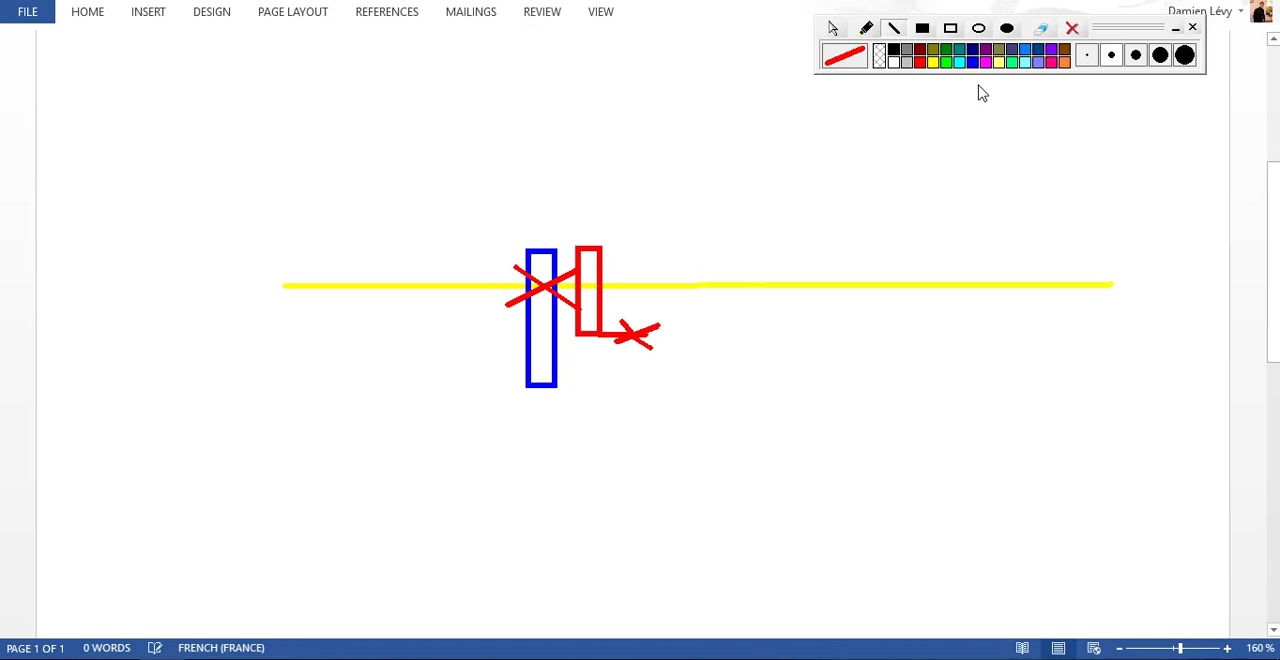 FILE HOME INSERT DESIGN PAGE LAYOUT REFERENCES MAILINGS REVIEW VIEW Damien Lévy
PAGE 1 OF 1 0 WORDS FRENCH (FRANCE) 160 %